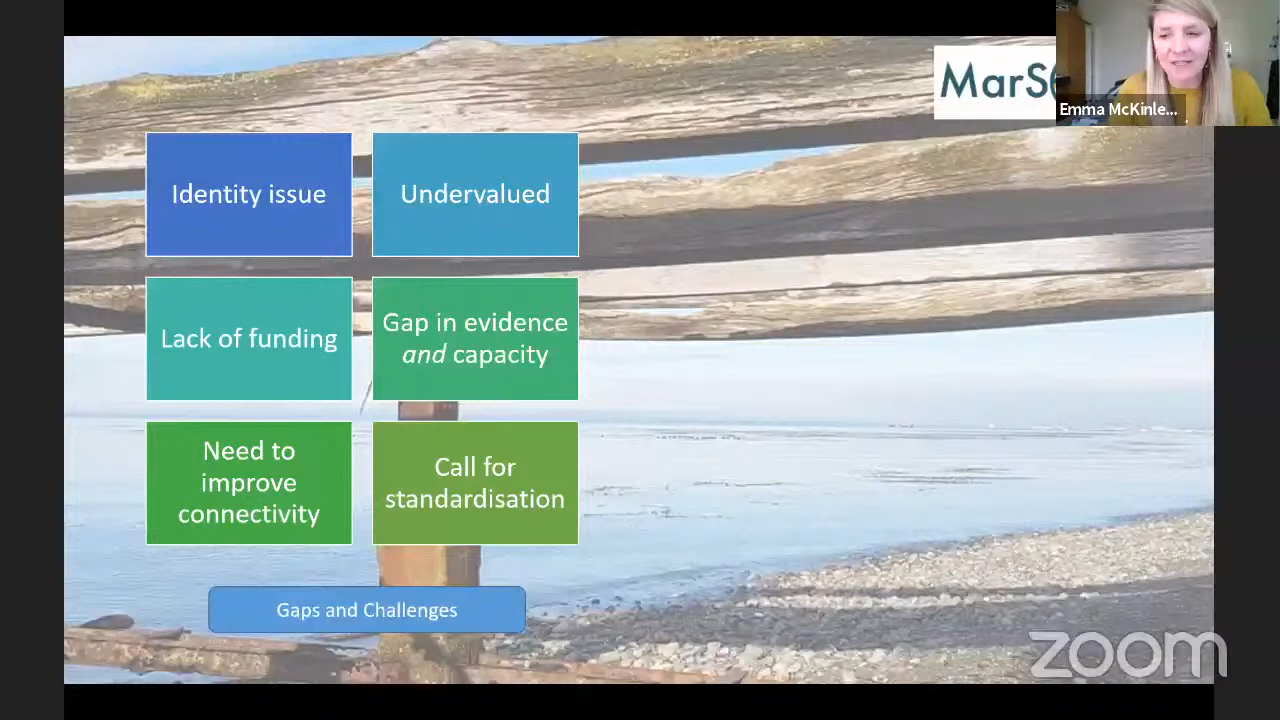 MarS
Emma McKinle...
Identity issue
Undervalued
Lack of funding
Gap in evidence
and capacity
Need to
improve
connectivity
Call for
standardisation
Gaps and Challenges
zoom